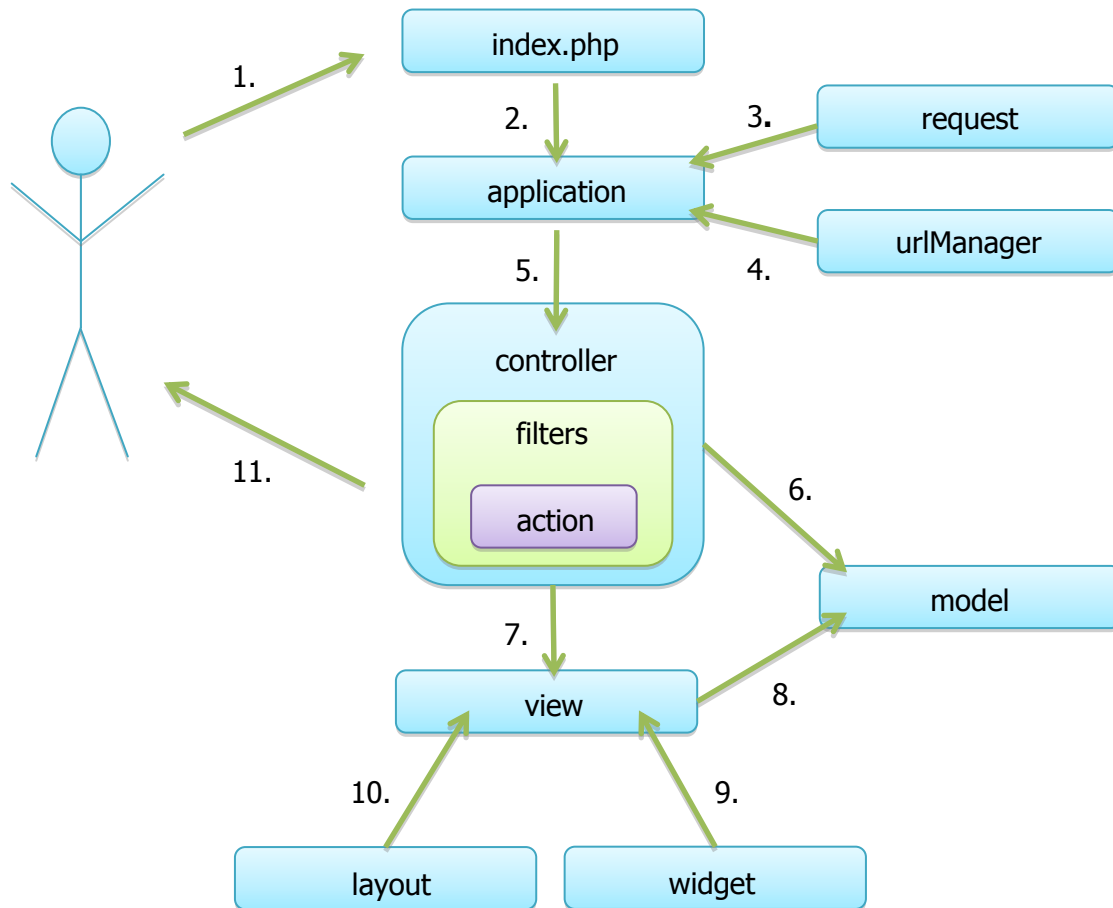 index.php
1.
2.
3.
request
application
urlManager
4.
5.
controller
filters
action
11.
6.
model
7.
view
8.
10.
9.
layout
widget